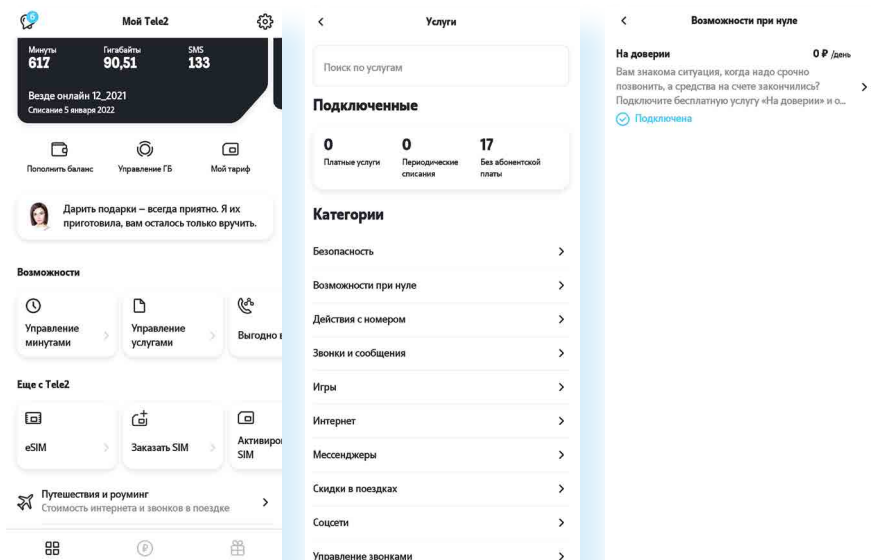 6
Мой Tele2
Минуты
Гигабайты
SMS
617
90,51
133
Везде онлайн 12_2021
Списание 5 января 2022
Пополнить баланс
Управление ГБ
Мой тариф
Дарить подарки – всегда приятно. Я их
приготовила, вам осталось только вручить.
Возможности
Управление
минутами
Управление
услугами
Выгодно в
Еще с Tele2
eSIM
Заказать SIM
Активиро
SIM
Путешествия и роуминг
Стоимость интернета и звонков в поездке
Услуги
Поиск по услугам
Подключенные
0
0
17
Платные услуги
Периодические
списания
Без абонентской
платы
Категории
Безопасность
Возможности при нуле
Действия с номером
Звонки и сообщения
Игры
Интернет
Мессенджеры
Скидки в поездках
Соцсети
Управление звонками
Возможности при нуле
На доверии
0 ₽ /день
Вам знакома ситуация, когда надо срочно
позвонить, а средства на счете закончились?
Подключите бесплатную услугу «На доверии» и о...
Подключена